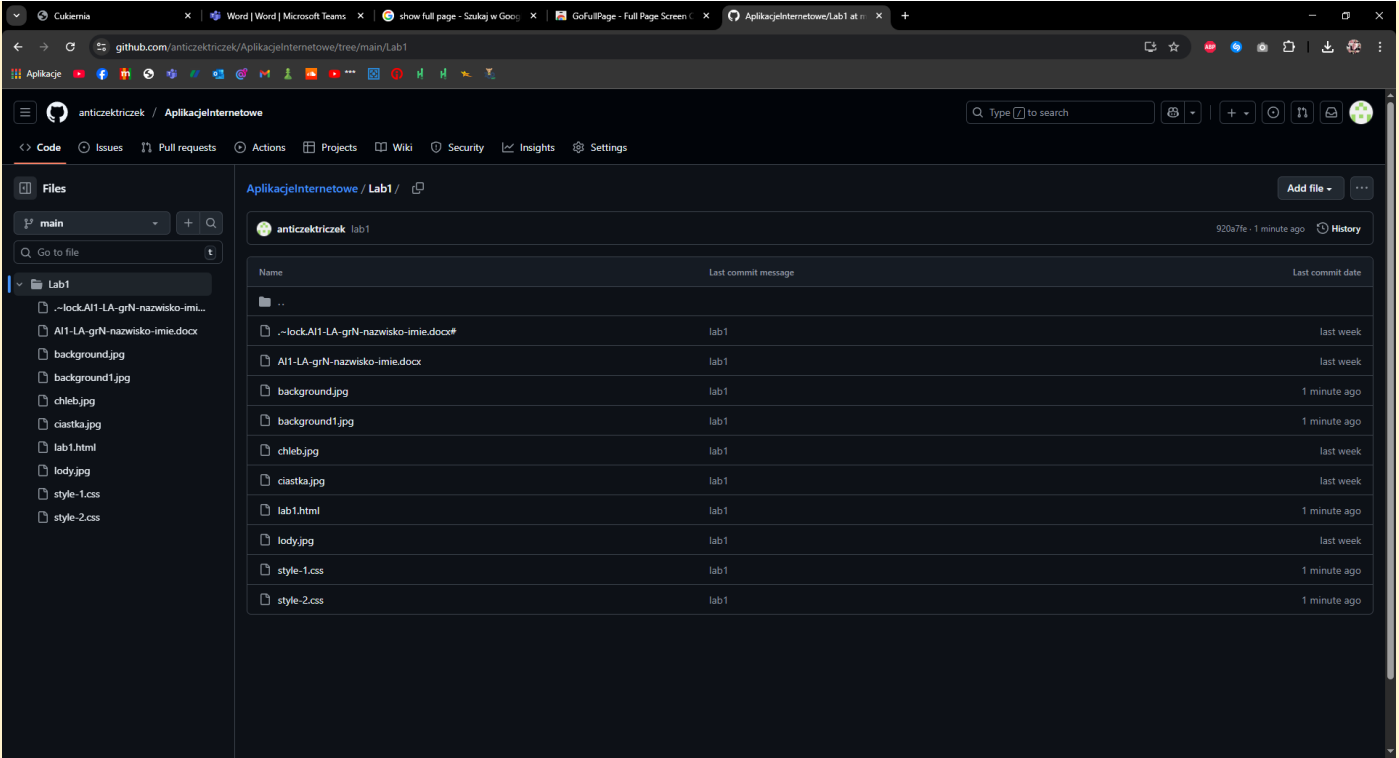 Cukiernia
Word | Word | Microsoft Teams
show full page - Szukaj w Goog
GoFullPage - Full Page Screen C
AplikacjeInternetowe/Lab1 at m
github.com/anticzektriczek/AplikacjeInternetowe/tree/main/Lab1
ABP
Aplikacje
anticzektriczek / AplikacjeInternetowe
Type / to search
<> Code
Issues
Pull requests
Actions
Projects
Wiki
Security
Insights
Settings
Files
main
Go to file
t
Lab1
.~lock.AI1-LA-grN-nazwisko-imi...
AI1-LA-grN-nazwisko-imie.docx
background.jpg
background1.jpg
chleb.jpg
ciastka.jpg
lab1.html
lody.jpg
style-1.css
style-2.css
AplikacjeInternetowe / Lab1 /
Add file
anticzektriczek lab1
920a7fe · 1 minute ago
History
Name Last commit message Last commit date
..
.~lock.AI1-LA-grN-nazwisko-imie.docx# lab1 last week
AI1-LA-grN-nazwisko-imie.docx lab1 last week
background.jpg lab1 1 minute ago
background1.jpg lab1 1 minute ago
chleb.jpg lab1 last week
ciastka.jpg lab1 last week
lab1.html lab1 1 minute ago
lody.jpg lab1 last week
style-1.css lab1 1 minute ago
style-2.css lab1 1 minute ago